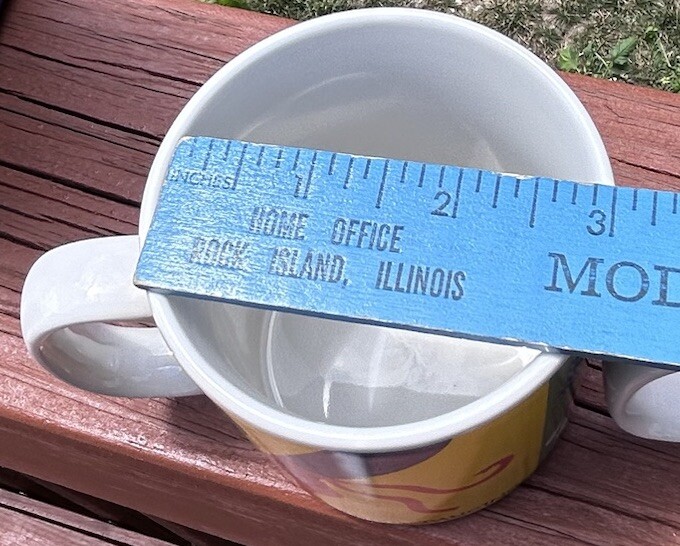 INCHES 1 2 3
HOME OFFICE
ROCK ISLAND, ILLINOIS
MOD